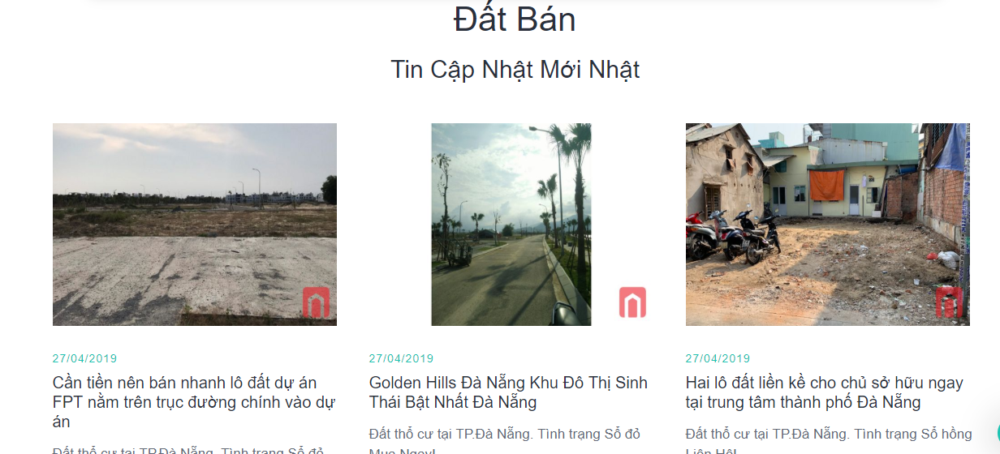 Đất Bán
Tin Cập Nhật Mới Nhật
27/04/2019
Cần tiền nên bán nhanh lô đất dự án
FPT nằm trên trục đường chính vào dự
án
Đất thổ cư tại TP.Đà Nẵng. Tình trạng Sổ đỏ
27/04/2019
Golden Hills Đà Nẵng Khu Đô Thị Sinh
Thái Bật Nhất Đà Nẵng
Đất thổ cư tại TP.Đà Nẵng. Tình trạng Sổ đỏ
Mục Ngay!
27/04/2019
Hai lô đất liền kề cho chủ sở hữu ngay
tại trung tâm thành phố Đà Nẵng
Đất thổ cư tại TP.Đà Nẵng. Tình trạng Sổ hồng